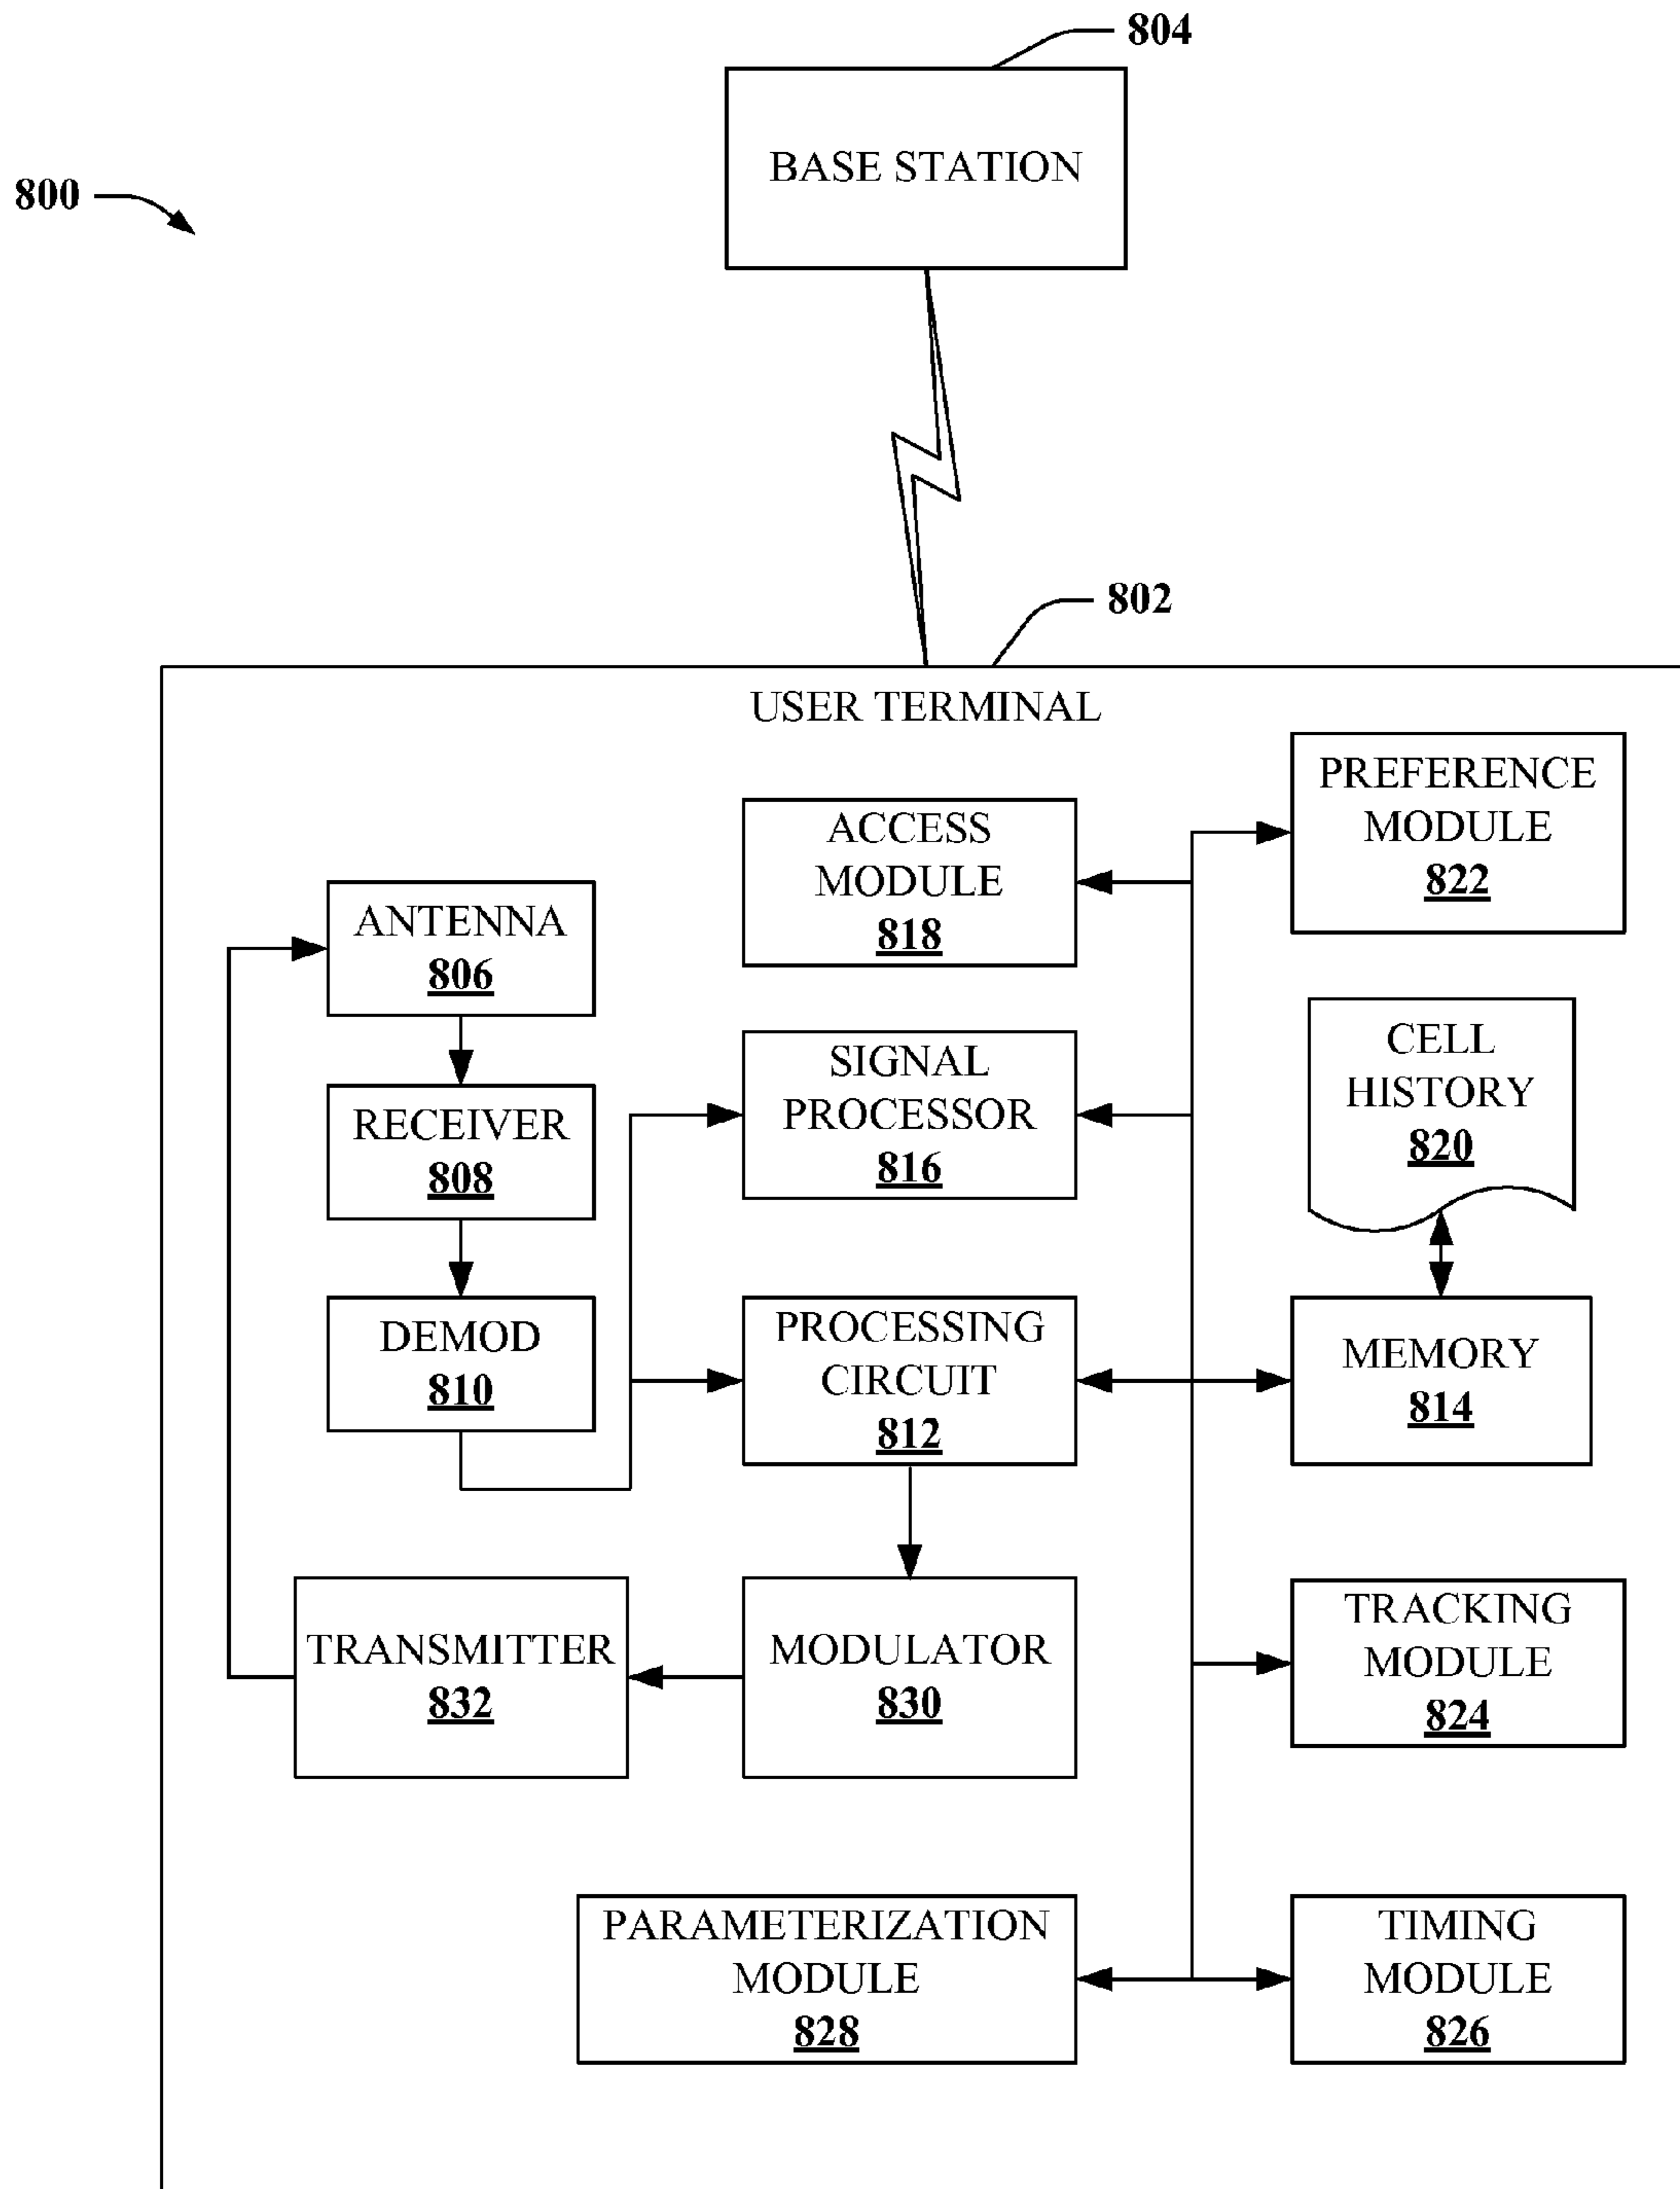 804
BASE STATION
800
802
USER TERMINAL
PREFERENCE
MODULE
822
ACCESS
MODULE
818
ANTENNA
806
CELL
HISTORY
820
SIGNAL
PROCESSOR
816
RECEIVER
808
DEMOD
810
PROCESSING
CIRCUIT
812
MEMORY
814
TRANSMITTER
832
MODULATOR
830
TRACKING
MODULE
824
PARAMETERIZATION
MODULE
828
TIMING
MODULE
826